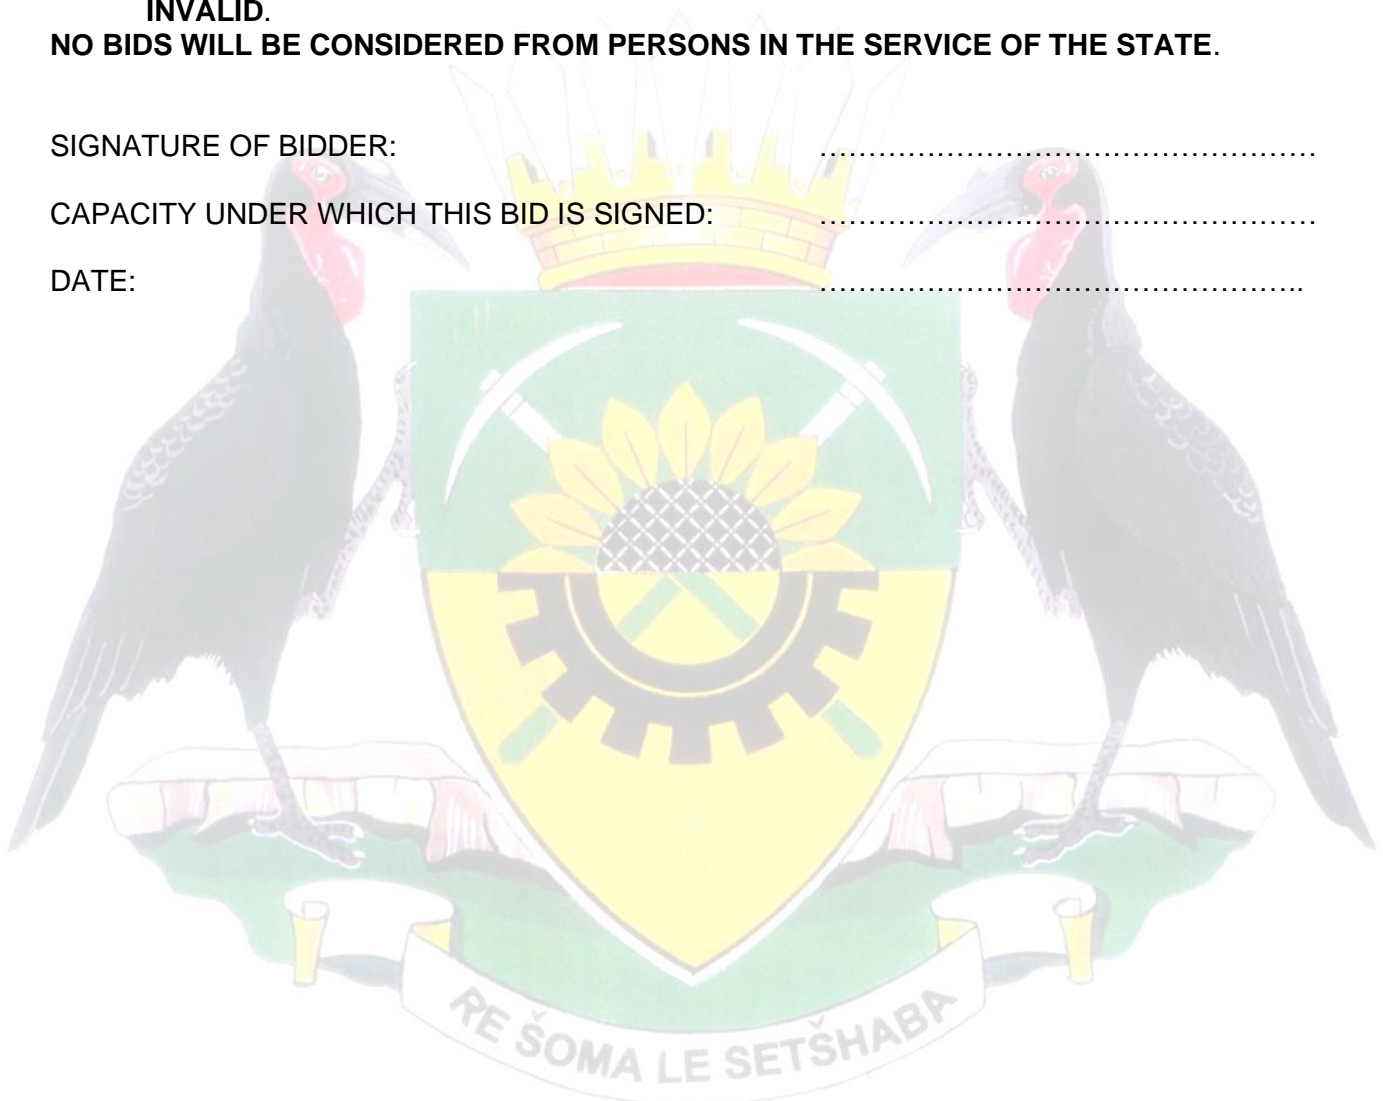 INVALID.
NO BIDS WILL BE CONSIDERED FROM PERSONS IN THE SERVICE OF THE STATE.
SIGNATURE OF BIDDER: ……………………………………………
CAPACITY UNDER WHICH THIS BID IS SIGNED: ……………………………………………
DATE: …………………………………………..
RE ŠOMA LE SETŠHABA